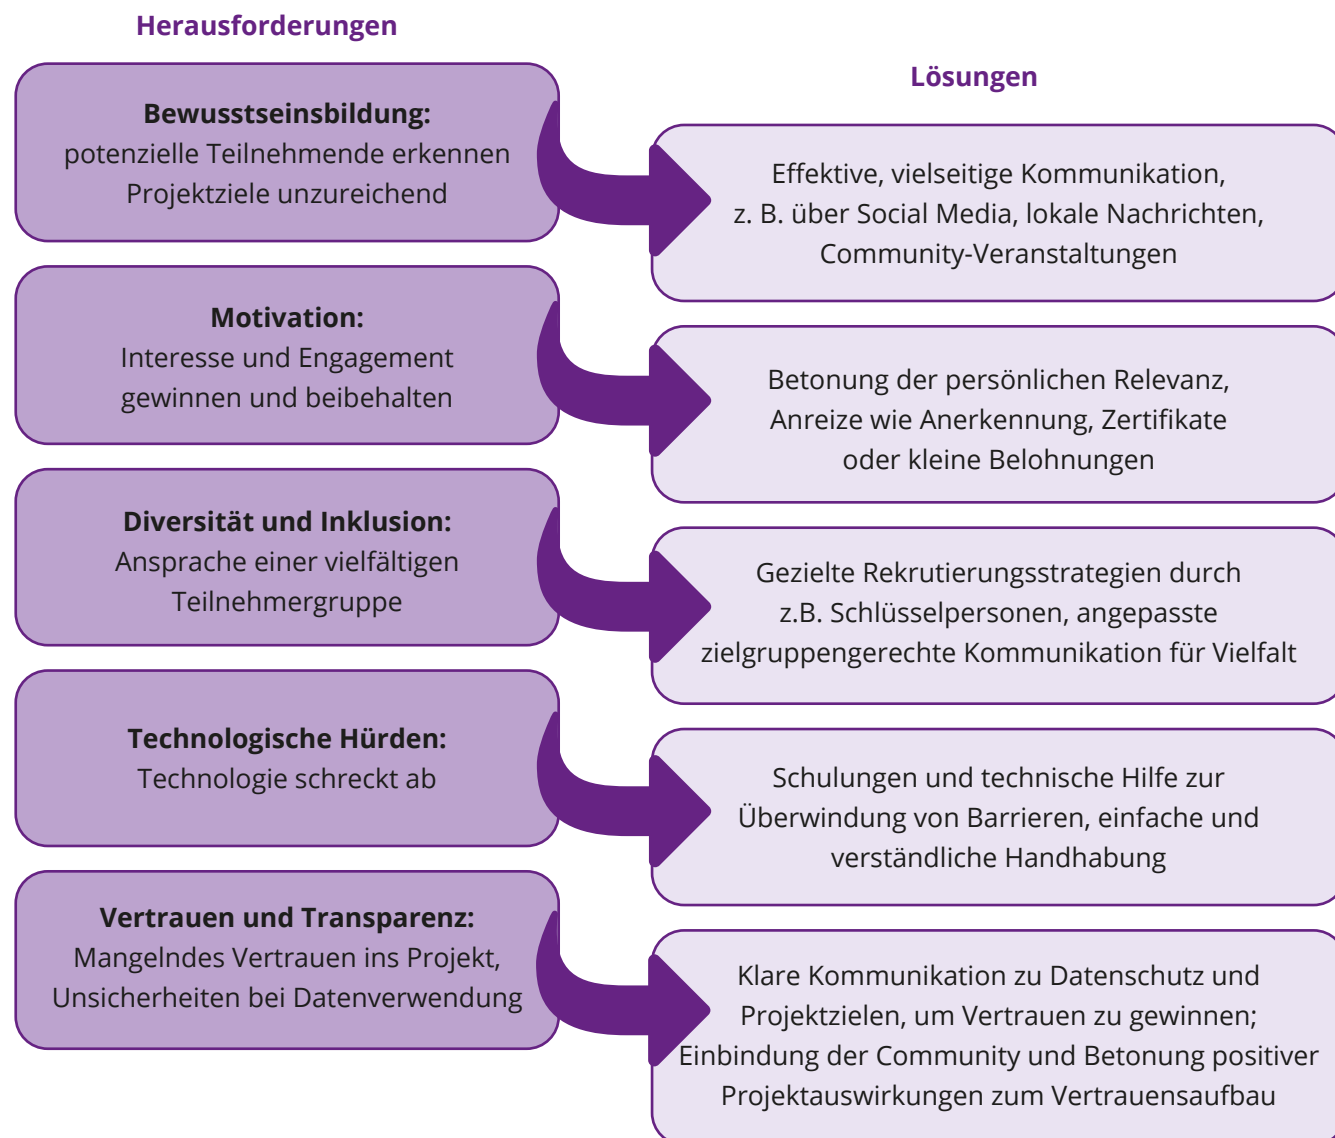 Herausforderungen
Lösungen
Bewusstseinsbildung:
potenzielle Teilnehmende erkennen
Projektziele unzureichend
Effektive, vielseitige Kommunikation,
z. B. über Social Media, lokale Nachrichten,
Community-Veranstaltungen
Motivation:
Interesse und Engagement
gewinnen und beibehalten
Betonung der persönlichen Relevanz,
Anreize wie Anerkennung, Zertifikate
oder kleine Belohnungen
Diversität und Inklusion:
Ansprache einer vielfältigen
Teilnehmergruppe
Gezielte Rekrutierungsstrategien durch
z.B. Schlüsselpersonen, angepasste
zielgruppengerechte Kommunikation für Vielfalt
Technologische Hürden:
Technologie schreckt ab
Schulungen und technische Hilfe zur
Überwindung von Barrieren, einfache und
verständliche Handhabung
Vertrauen und Transparenz:
Mangelndes Vertrauen ins Projekt,
Unsicherheiten bei Datenverwendung
Klare Kommunikation zu Datenschutz und
Projektzielen, um Vertrauen zu gewinnen;
Einbindung der Community und Betonung positiver
Projektauswirkungen zum Vertrauensaufbau